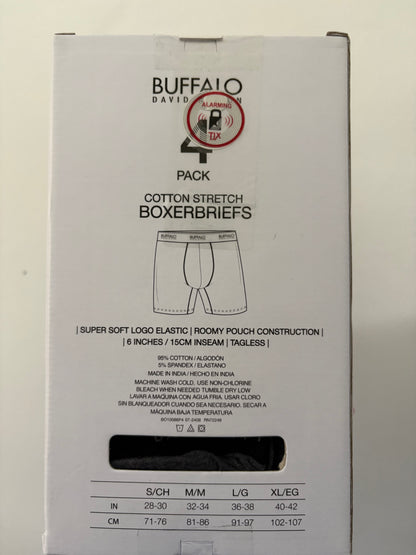 BUFFALO
DAVID
ALARMING
TIX
4
PACK
COTTON STRETCH
BOXERBRIEFS
BUFFALO BUFFALO
| SUPER SOFT LOGO ELASTIC | ROOMY POUCH CONSTRUCTION |
| 6 INCHES / 15CM INSEAM | TAGLESS |
95% COTTON / ALGODÓN
5% SPANDEX / ELASTANO
MADE IN INDIA / HECHO EN INDIA
MACHINE WASH COLD. USE NON-CHLORINE
BLEACH WHEN NEEDED TUMBLE DRY LOW
LAVAR A MAQUINA CON AGUA FRIA. USAR CLORO
SIN BLANQUEADOR CUANDO SEA NECESARIO. SECAR A
MÁQUINA BAJA TEMPERATURA
S/CH M/M L/G XL/EG
IN 28-30 32-34 36-38 40-42
CM 71-76 81-86 91-97 102-107